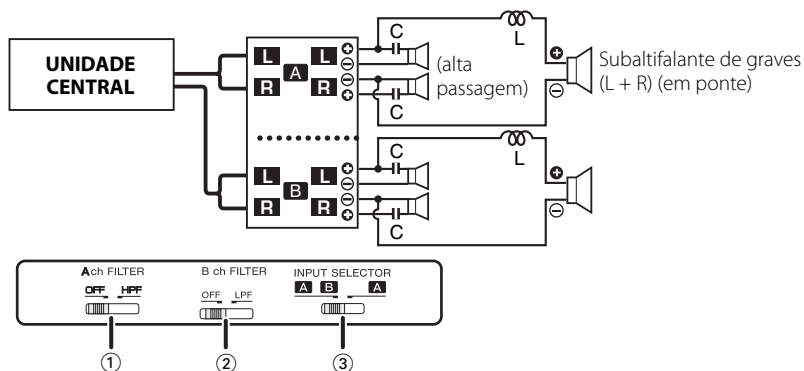 C
L
UNIDADE
CENTRAL
L L ⊕
⊖
A
R R ⊖
⊕
(alta
passagem)
C
⊕
⊖
Subaltifalante de graves
(L + R) (em ponte)
C
L
L L ⊕
⊖
B
R R ⊖
⊕
C
⊕
⊖
A ch FILTER
OFF HPF
B ch FILTER
OFF LPF
INPUT SELECTOR
A B A
① ② ③